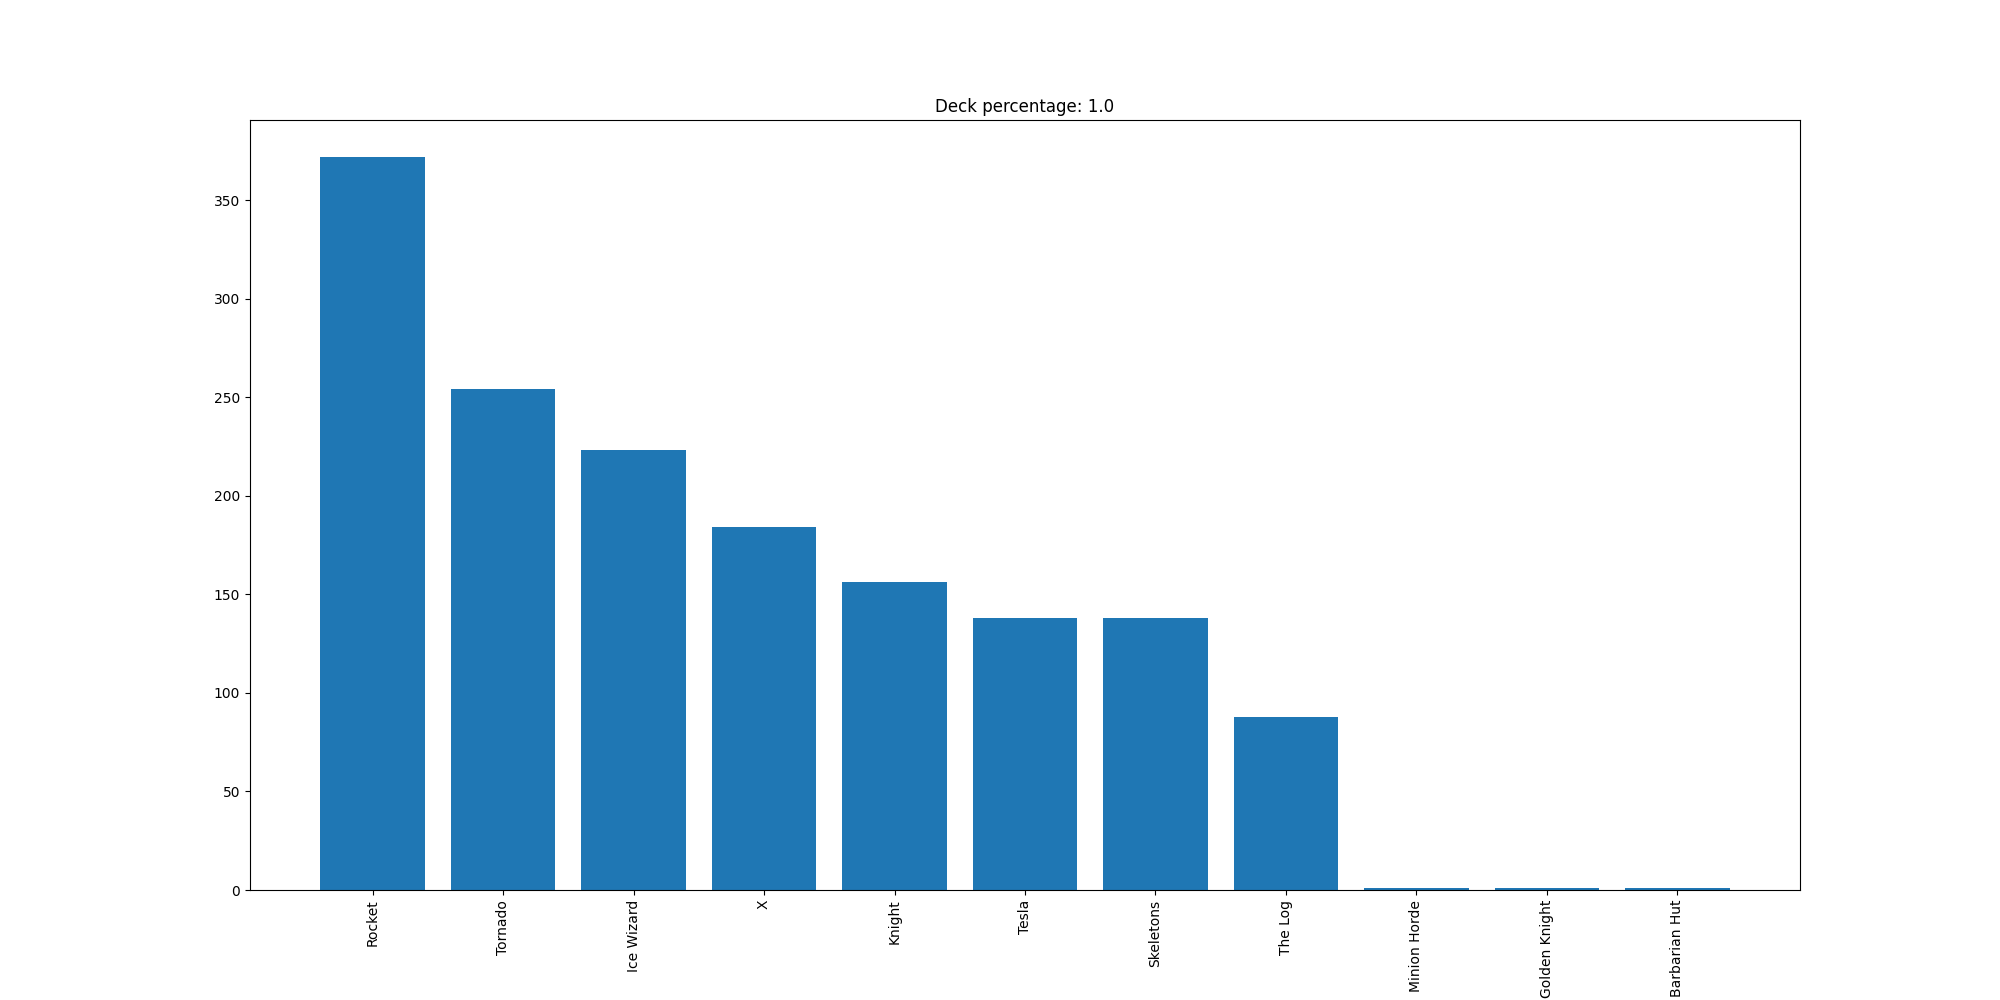 Deck percentage: 1.0
350
300
250
200
150
100
50
0
Rocket
Tornado
Ice Wizard
X
Knight
Tesla
Skeletons
The Log
Minion Horde
Golden Knight
Barbarian Hut